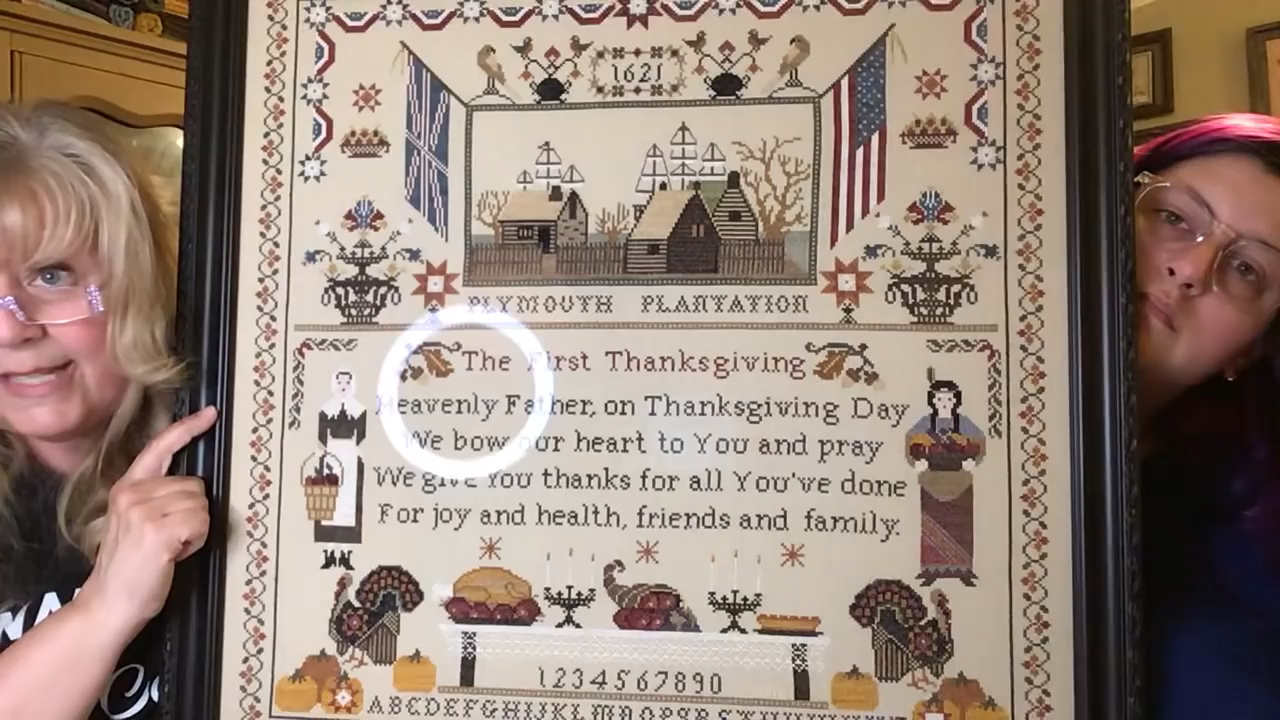 1621
PLYMOUTH PLANTATION
The First Thanksgiving
Heavenly Father, on Thanksgiving Day
We bow our heart to You and pray
We give You thanks for all You've done
For joy and health, friends and family.
1234567890
ABCDEFGHIJKLMNOPQRS